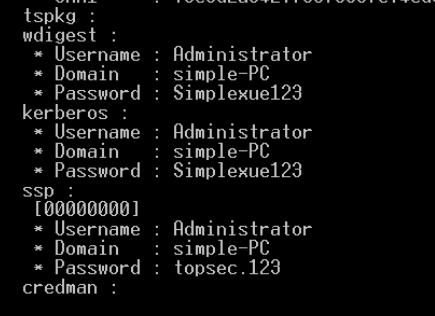 tspkg :
wdigest :
* Username : Administrator
* Domain : simple-PC
* Password : Simplexue123
kerberos :
* Username : Administrator
* Domain : simple-PC
* Password : Simplexue123
ssp :
[00000000]
* Username : Administrator
* Domain : simple-PC
* Password : topsec.123
credman :